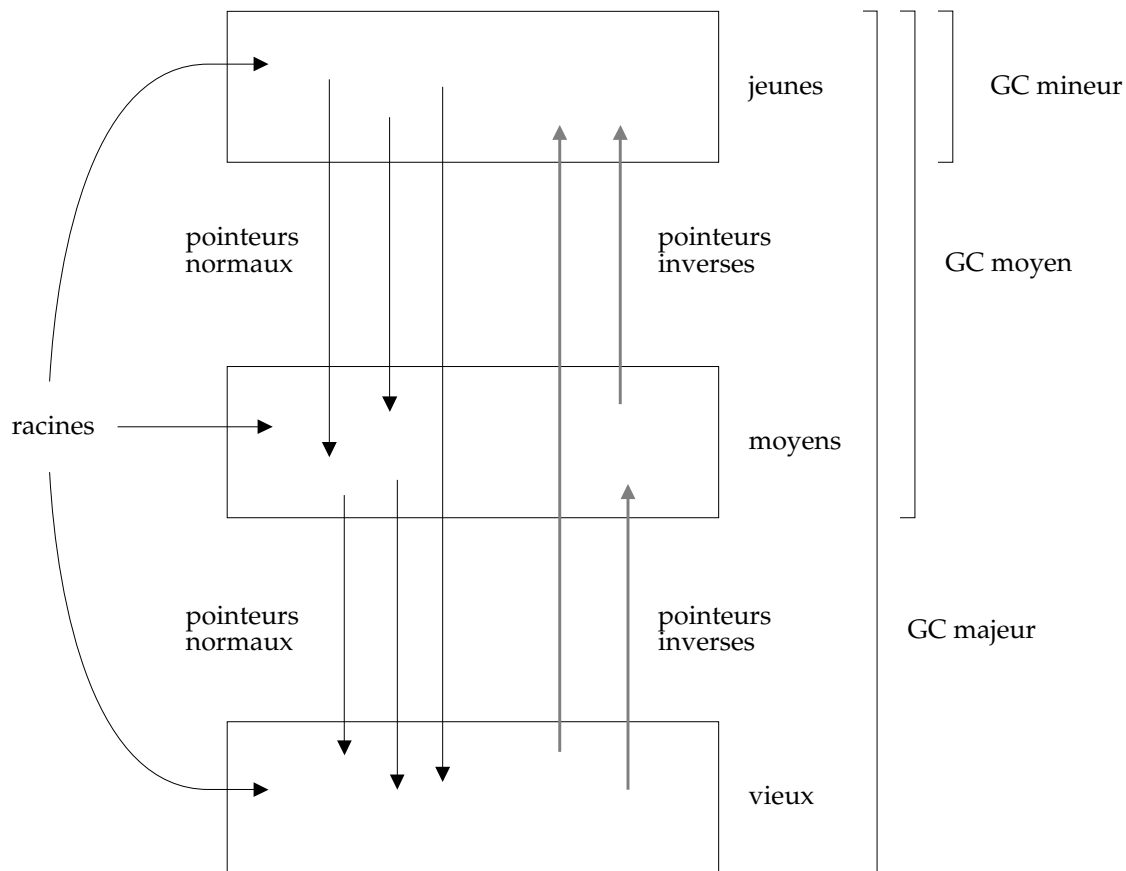 jeunes
GC mineur
pointeurs
normaux
pointeurs
inverses
GC moyen
racines
moyens
pointeurs
normaux
pointeurs
inverses
GC majeur
vieux